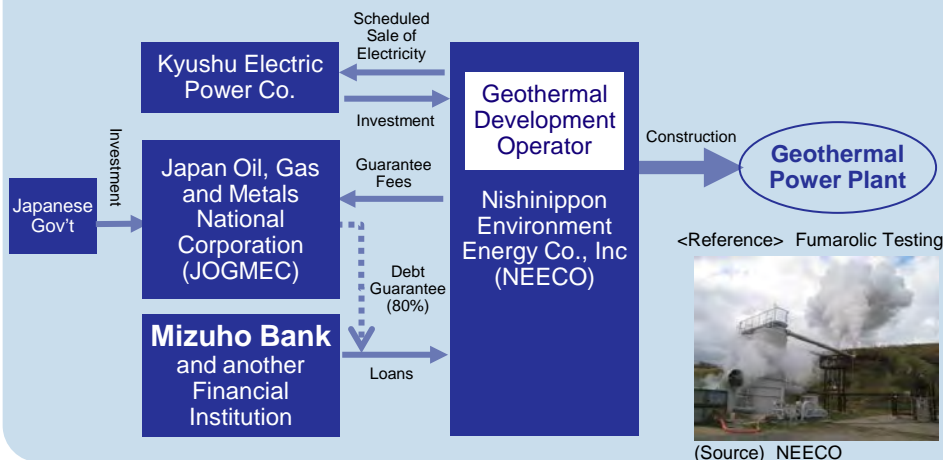 Scheduled
Sale of
Electricity
Kyushu Electric
Power Co.
Investment
Geothermal
Development
Operator
Construction
Geothermal
Power Plant
Investment
Japanese
Gov't
Japan Oil, Gas
and Metals
National
Corporation
(JOGMEC)
Guarantee
Fees
Nishinippon
Environment
Energy Co., Inc
(NEECO)
Debt
Guarantee
(80%)
Mizuho Bank
and another
Financial
Institution
Loans
<Reference> Fumarolic Testing
(Source) NEECO